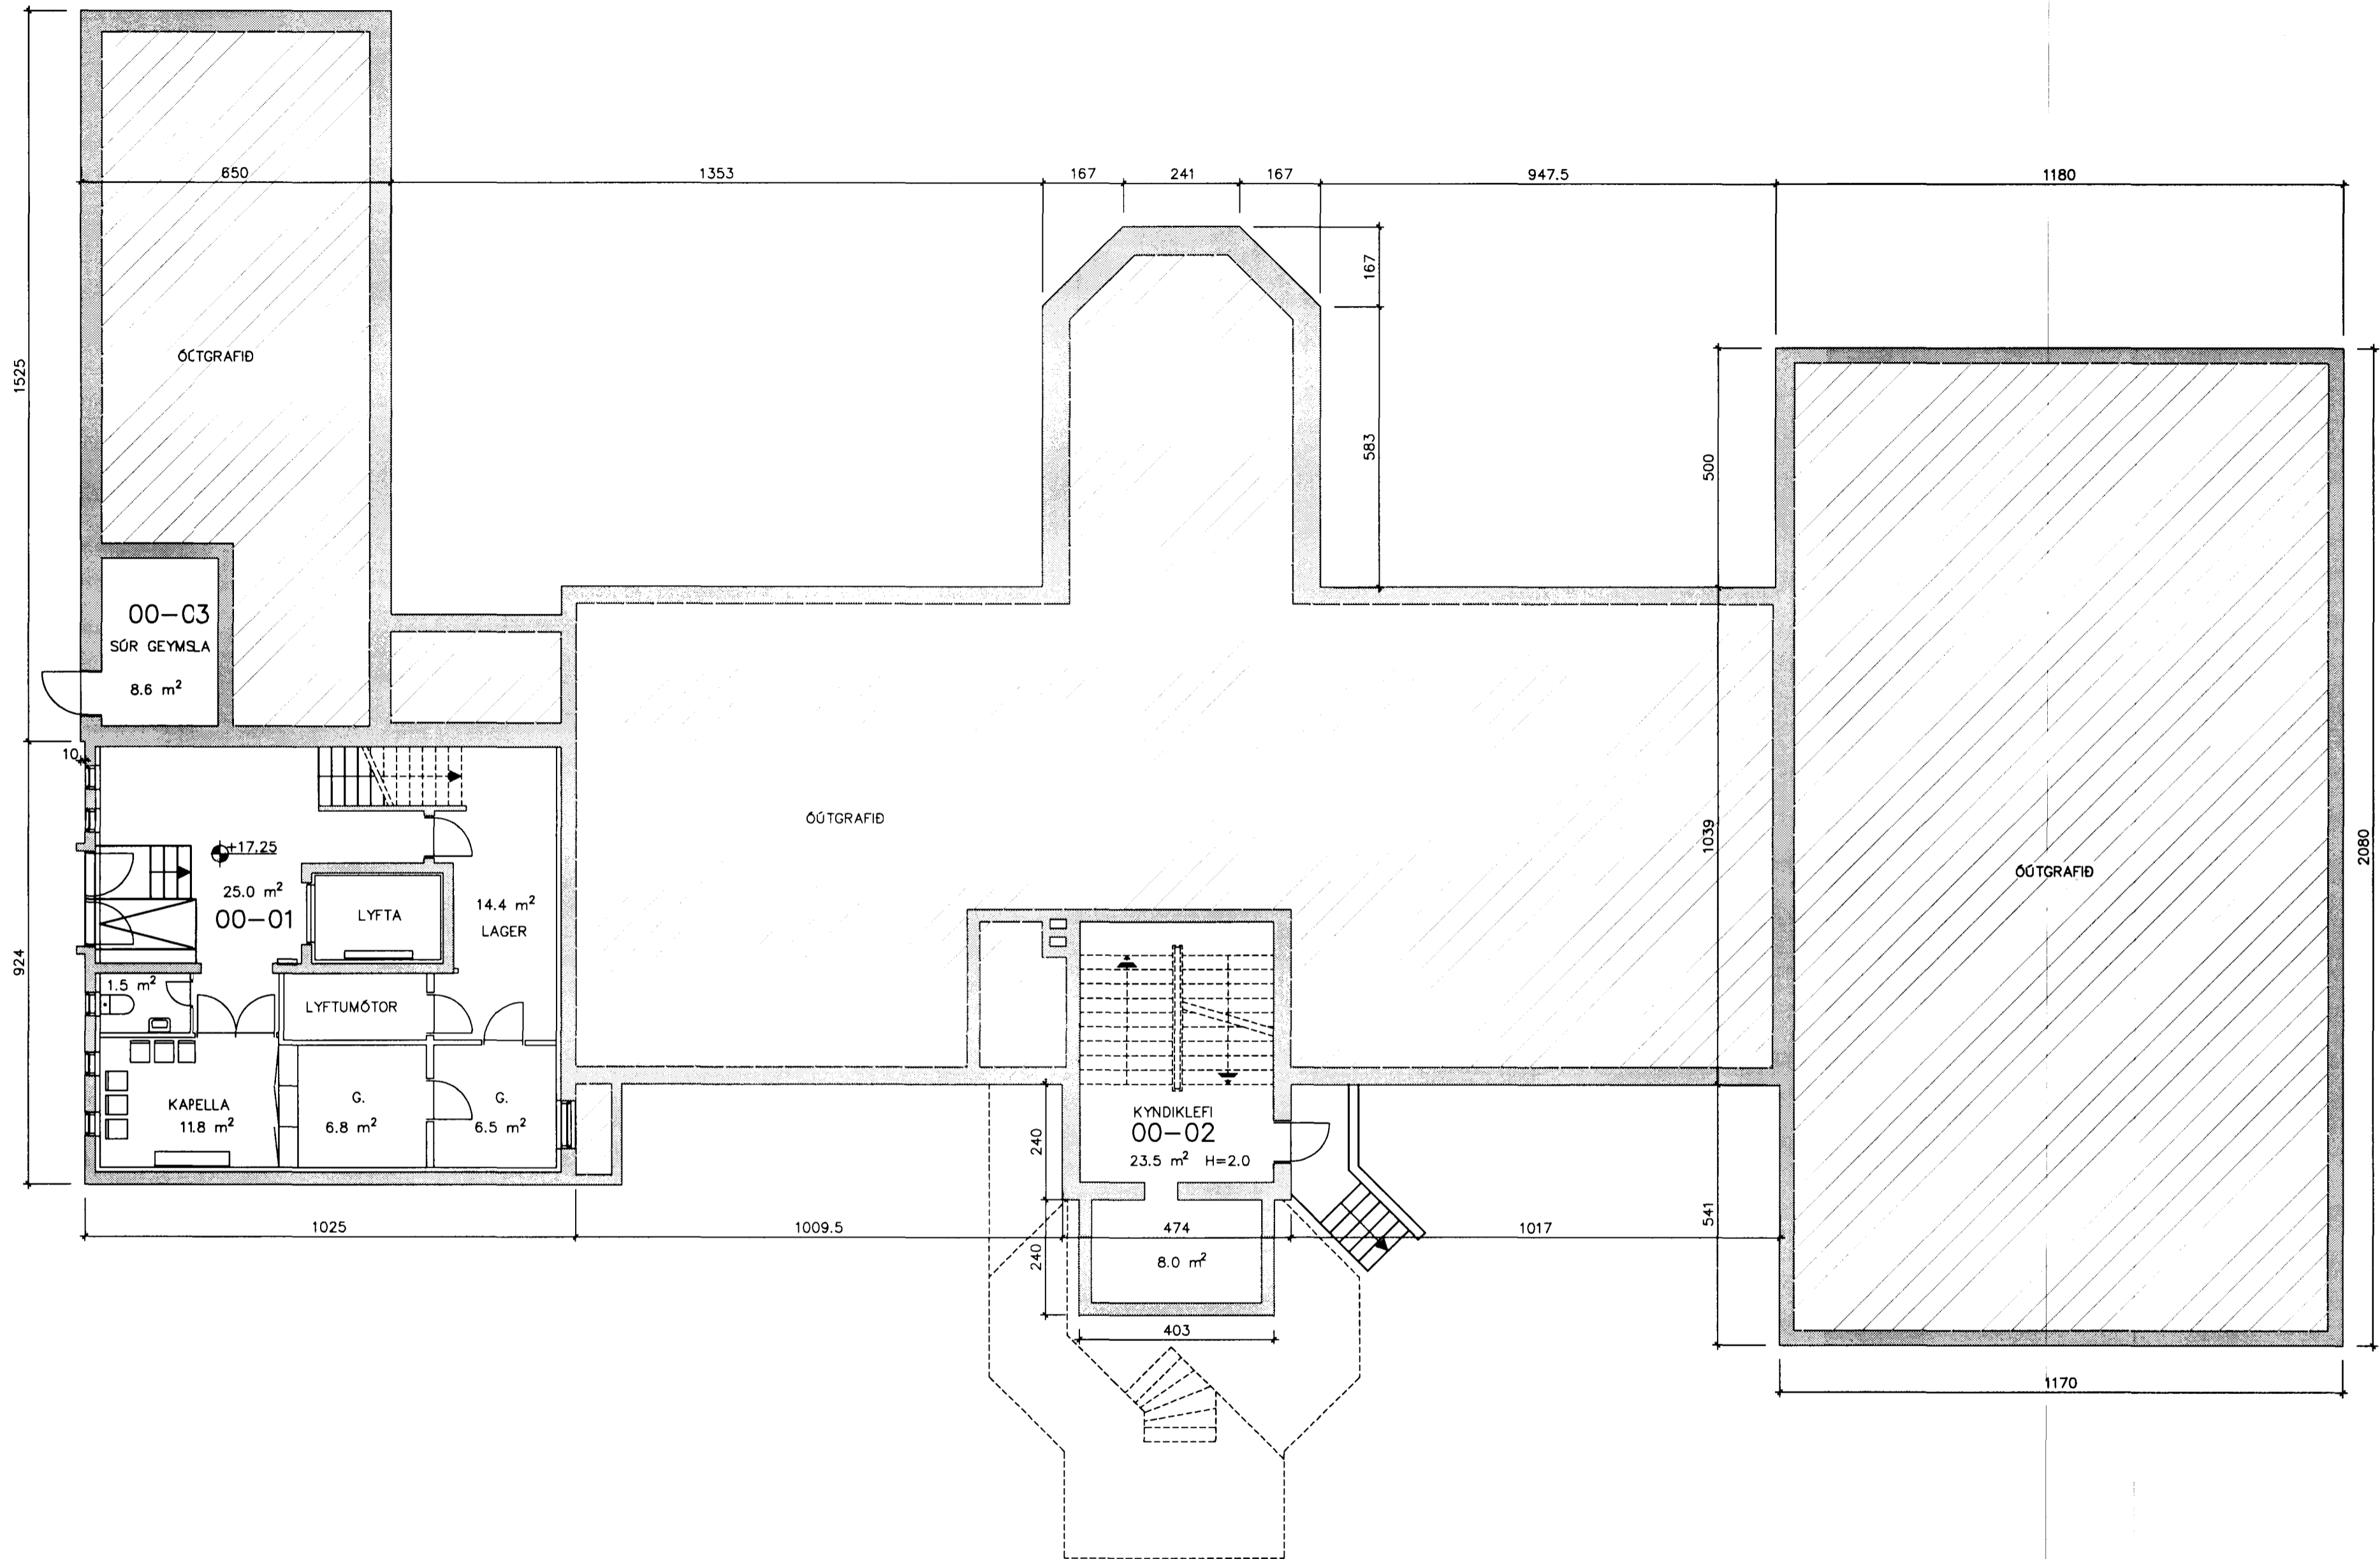 650
1353
167
241
167
947.5
1180
167
583
1525
ÓÚTGRAFIÐ
500
00-03
SÚR GEYMSLA
8.6 m²
10
+17.25
25.0 m²
00-01
LYFTA
14.4 m²
LAGER
924
1.5 m²
LYFTUMÓTOR
KAPELLA
11.8 m²
G.
6.8 m²
G.
6.5 m²
ÓÚTGRAFIÐ
1039
ÓÚTGRAFIÐ
2080
KYNDIKLEFI
00-02
23.5 m² H=2.0
240
240
541
1025
1009.5
474
1017
8.0 m²
403
1170